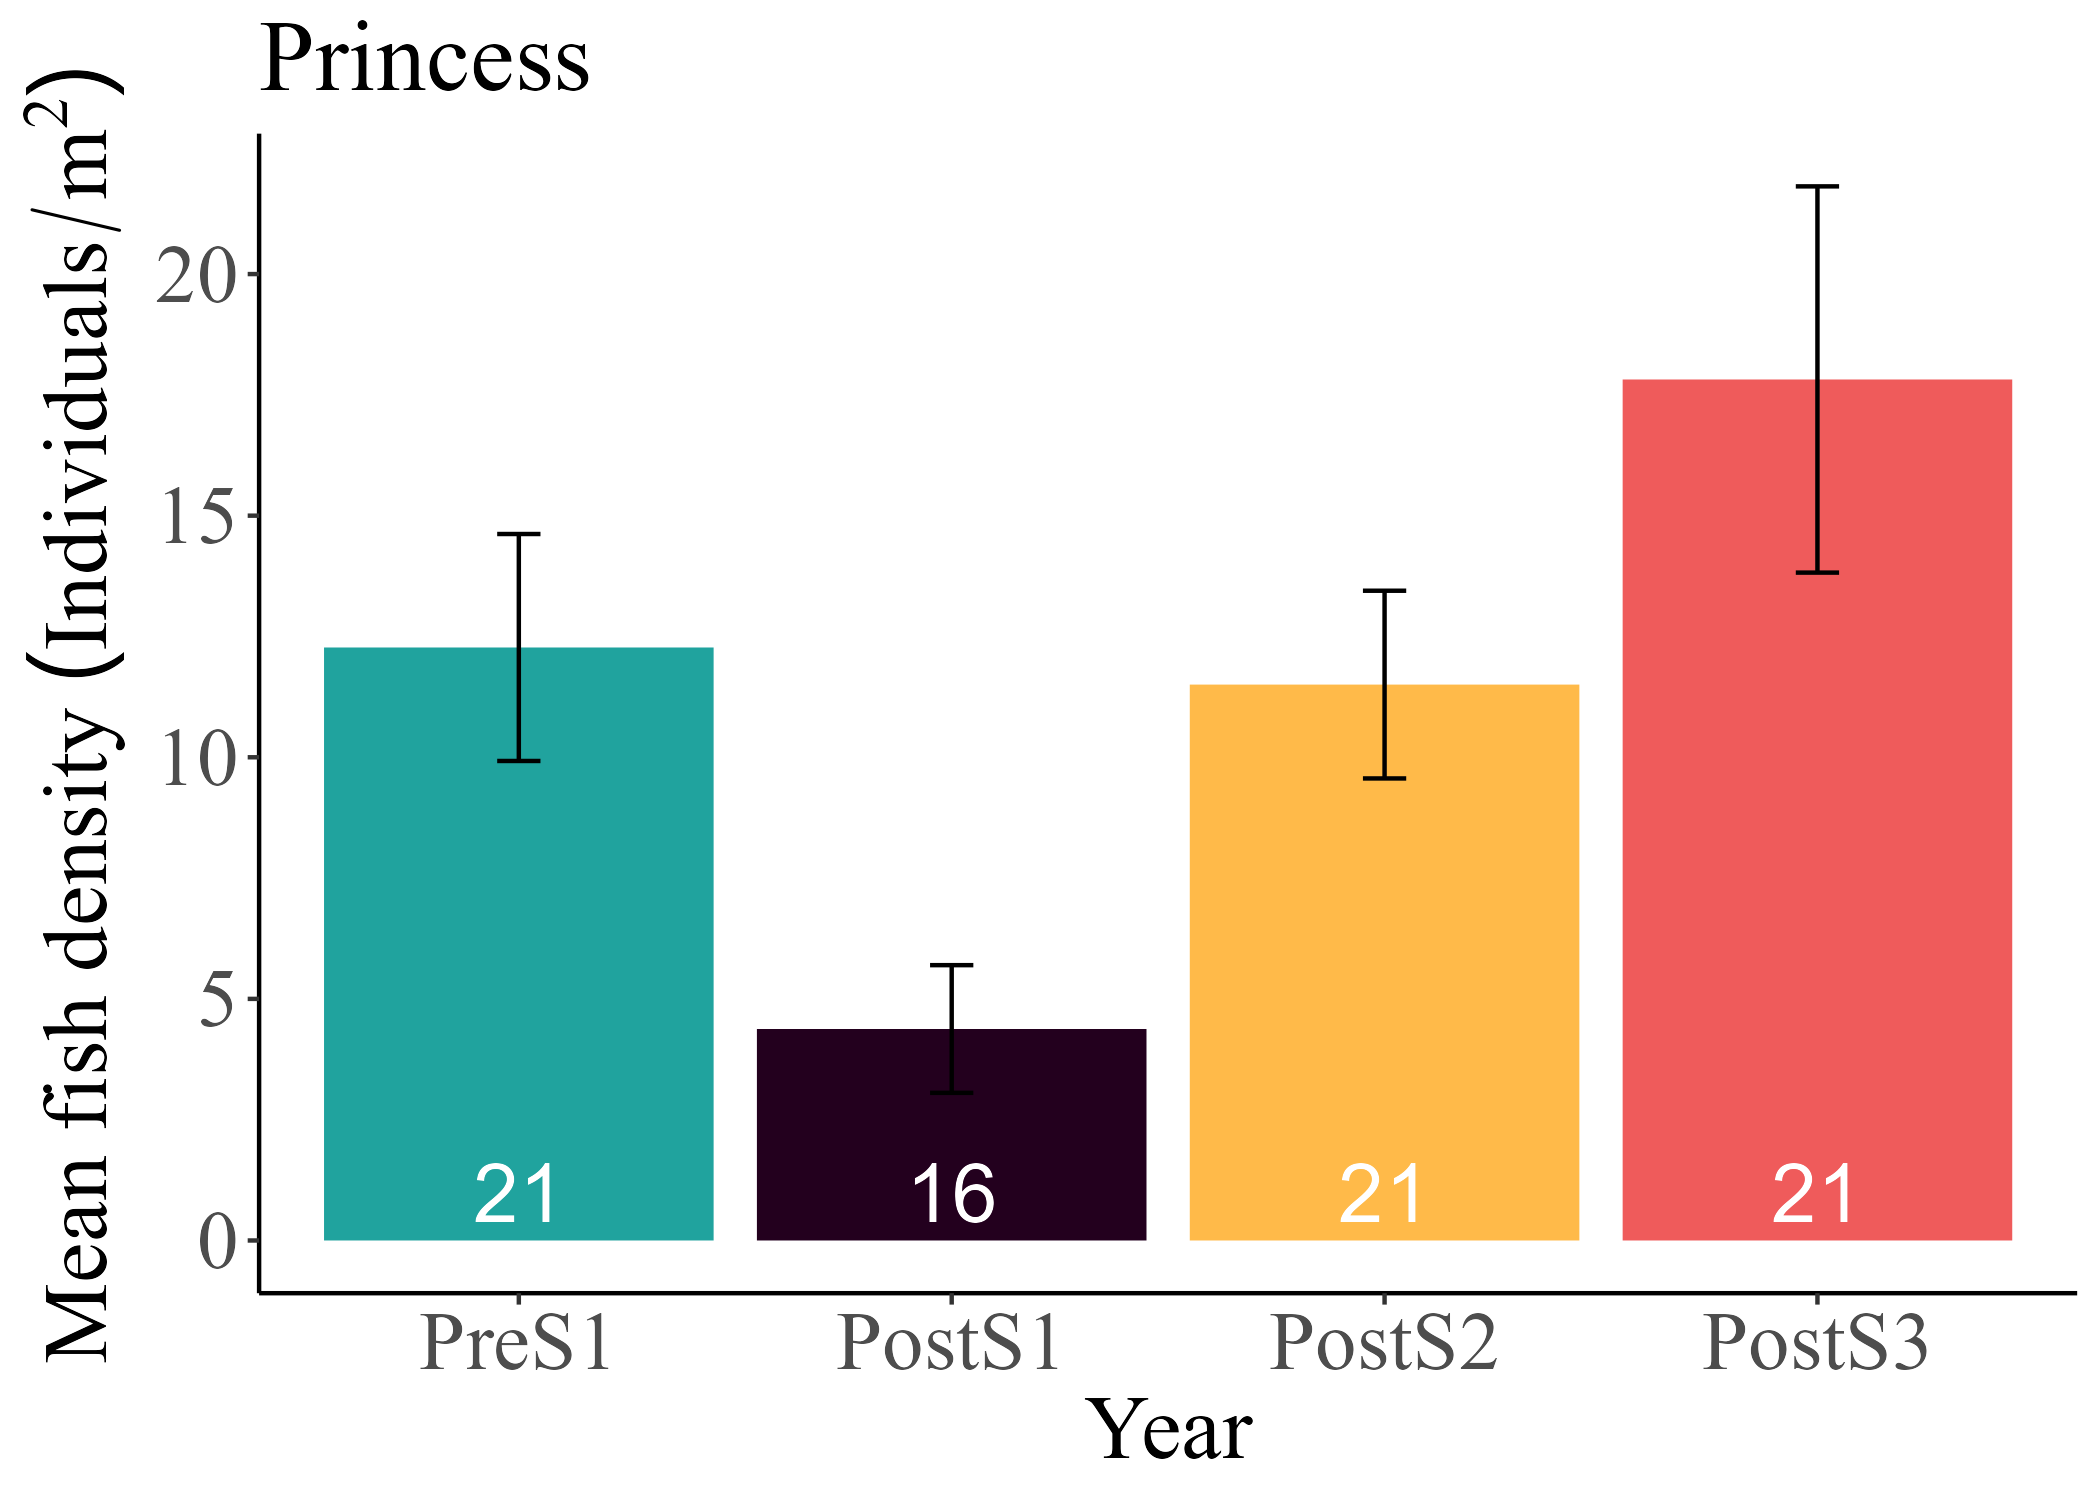 Princess
Mean fish density (Individuals/m²)
20
15
10
5
0
21
16
21
21
PreS1
PostS1
PostS2
PostS3
Year